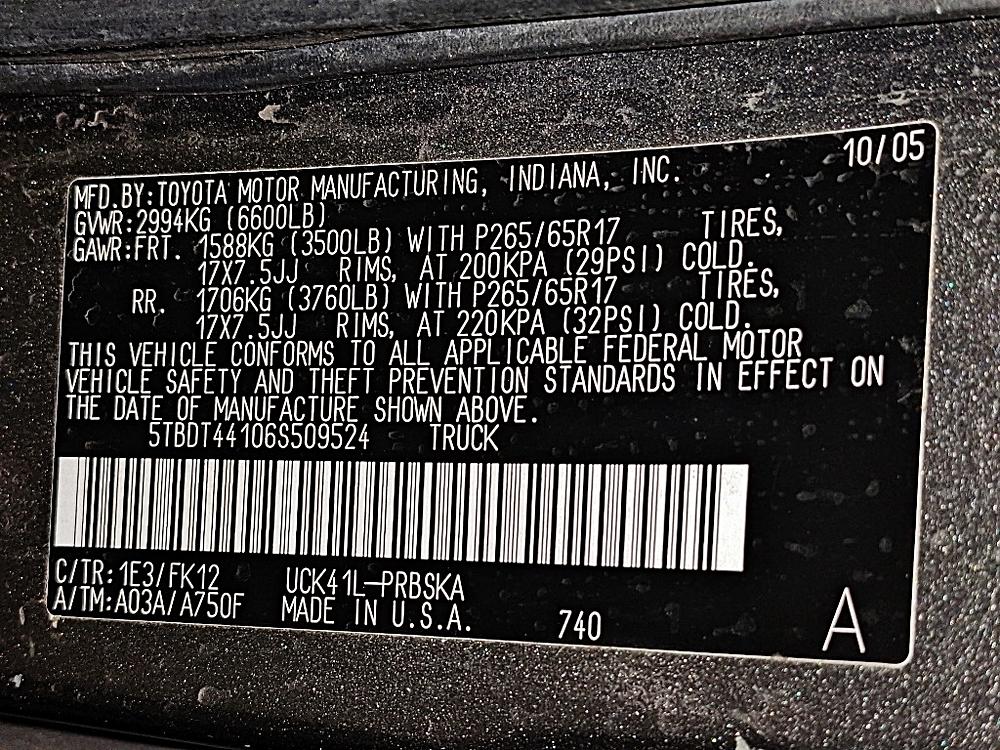 10/05
MFD.BY:TOYOTA MOTOR MANUFACTURING, INDIANA, INC.
GVWR:2994KG (6600LB)
GAWR:FRT. 1588KG (3500LB) WITH P265/65R17 TIRES,
17X7.5JJ RIMS, AT 200KPA (29PSI) COLD.
RR. 1706KG (3760LB) WITH P265/65R17 TIRES,
17X7.5JJ RIMS, AT 220KPA (32PSI) COLD.
THIS VEHICLE CONFORMS TO ALL APPLICABLE FEDERAL MOTOR
VEHICLE SAFETY AND THEFT PREVENTION STANDARDS IN EFFECT ON
THE DATE OF MANUFACTURE SHOWN ABOVE.
5TBDT44106S509524 TRUCK
C/TR:1E3/FK12 UCK41L-PRBSKA
A/TM:A03A/A750F MADE IN U.S.A. 740 A